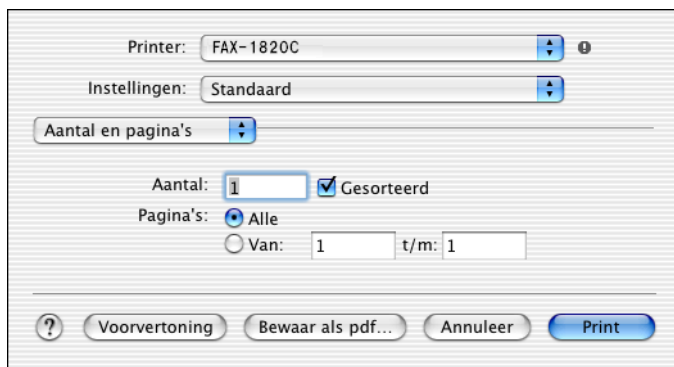 Printer: FAX-1820C
Instellingen: Standaard
Aantal en pagina's
Aantal: 1 Gesorteerd
Pagina's: Alle
Van: 1 t/m: 1
? Voorvertoning Bewaar als pdf... Annuleer Print